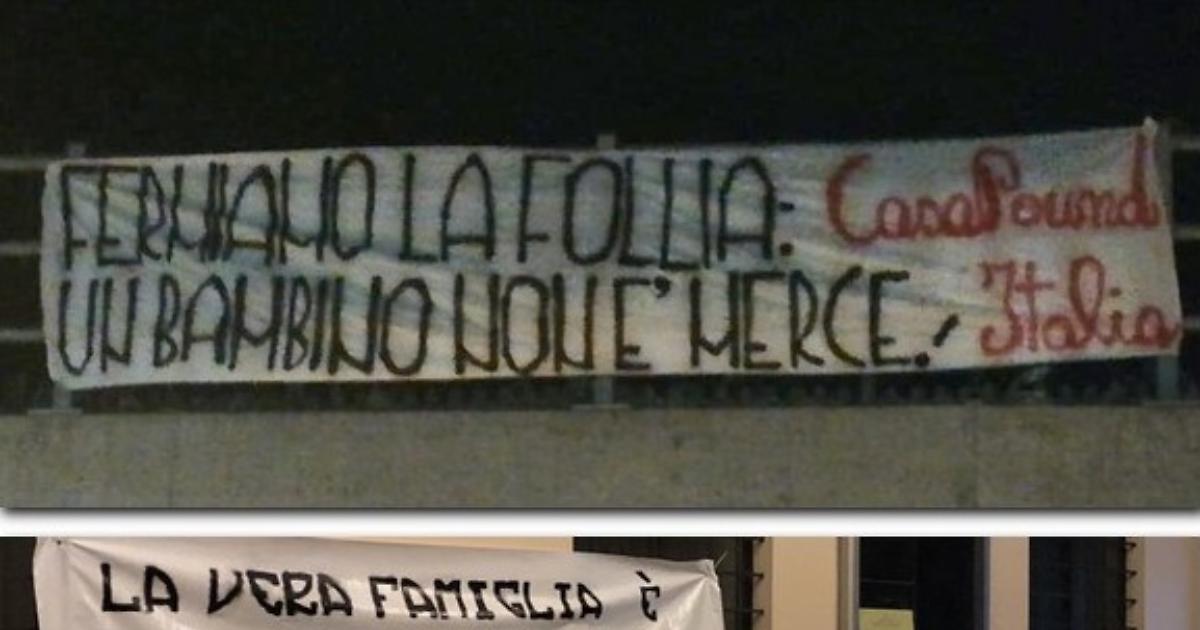 FERMIAMO LA FOLLIA: CasaPound
UN BAMBINO NON E' MERCE! Italia
LA VERA FAMIGLIA È